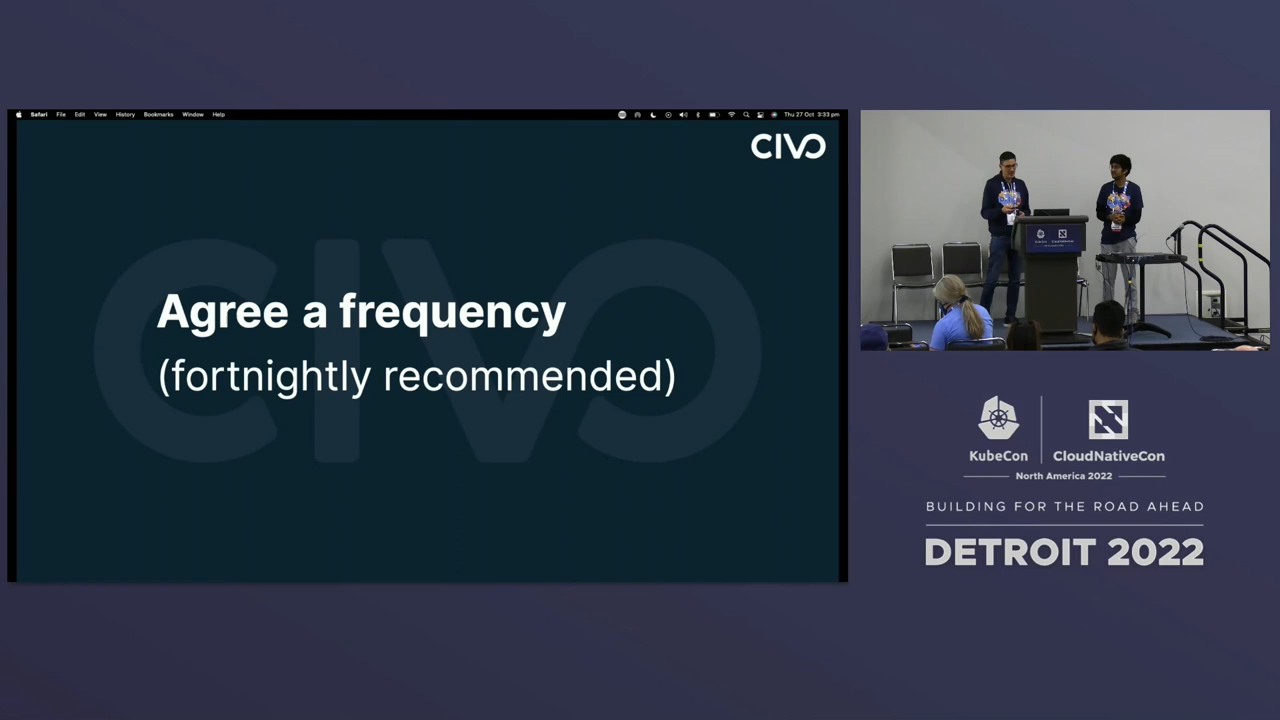 Safari File Edit View History Bookmarks Window Help
Thu 27 Oct 3:33 pm
CIVO
CIVO
Agree a frequency
(fortnightly recommended)
KubeCon
CloudNativeCon
North America 2022
BUILDING FOR THE ROAD AHEAD
DETROIT 2022